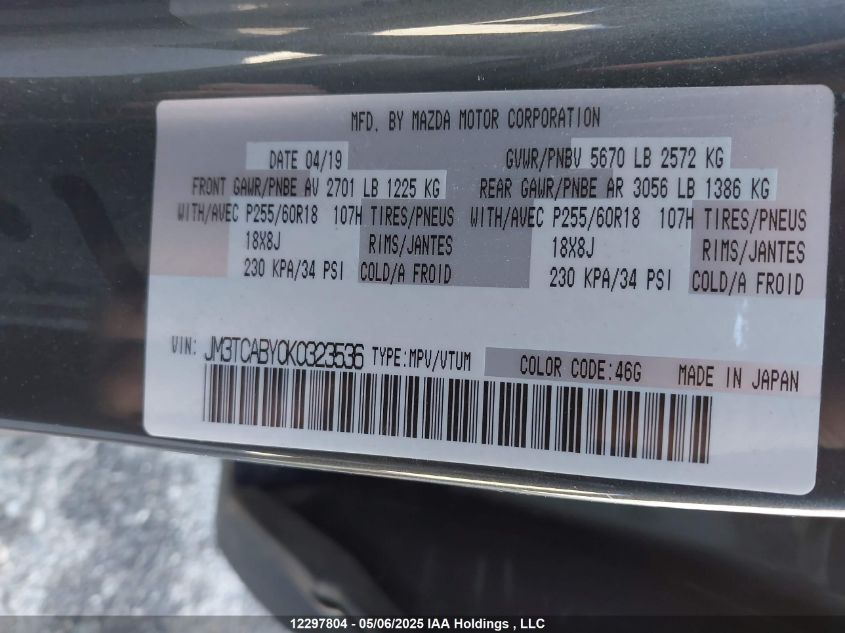 MFD. BY MAZDA MOTOR CORPORATION
DATE 04/19 GVWR/PNBV 5670 LB 2572 KG
FRONT GAWR/PNBE AV 2701 LB 1225 KG REAR GAWR/PNBE AR 3056 LB 1386 KG
WITH/AVEC P255/60R18 107H TIRES/PNEUS WITH/AVEC P255/60R18 107H TIRES/PNEUS
18X8J RIMS/JANTES 18X8J RIMS/JANTES
230 KPA/34 PSI COLD/A FROID 230 KPA/34 PSI COLD/A FROID
VIN: JM3TCABY0K0323536 TYPE:MPV/VTUM COLOR CODE:46G MADE IN JAPAN
12297804 - 05/06/2025 IAA Holdings , LLC